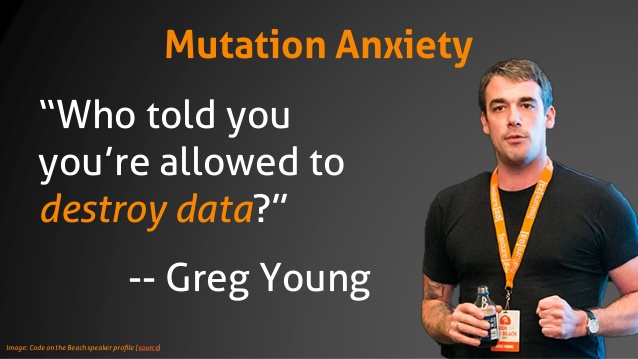 Mutation Anxiety
“Who told you
you’re allowed to
destroy data?”
-- Greg Young
Image: Code on the Beach speaker profile (source)